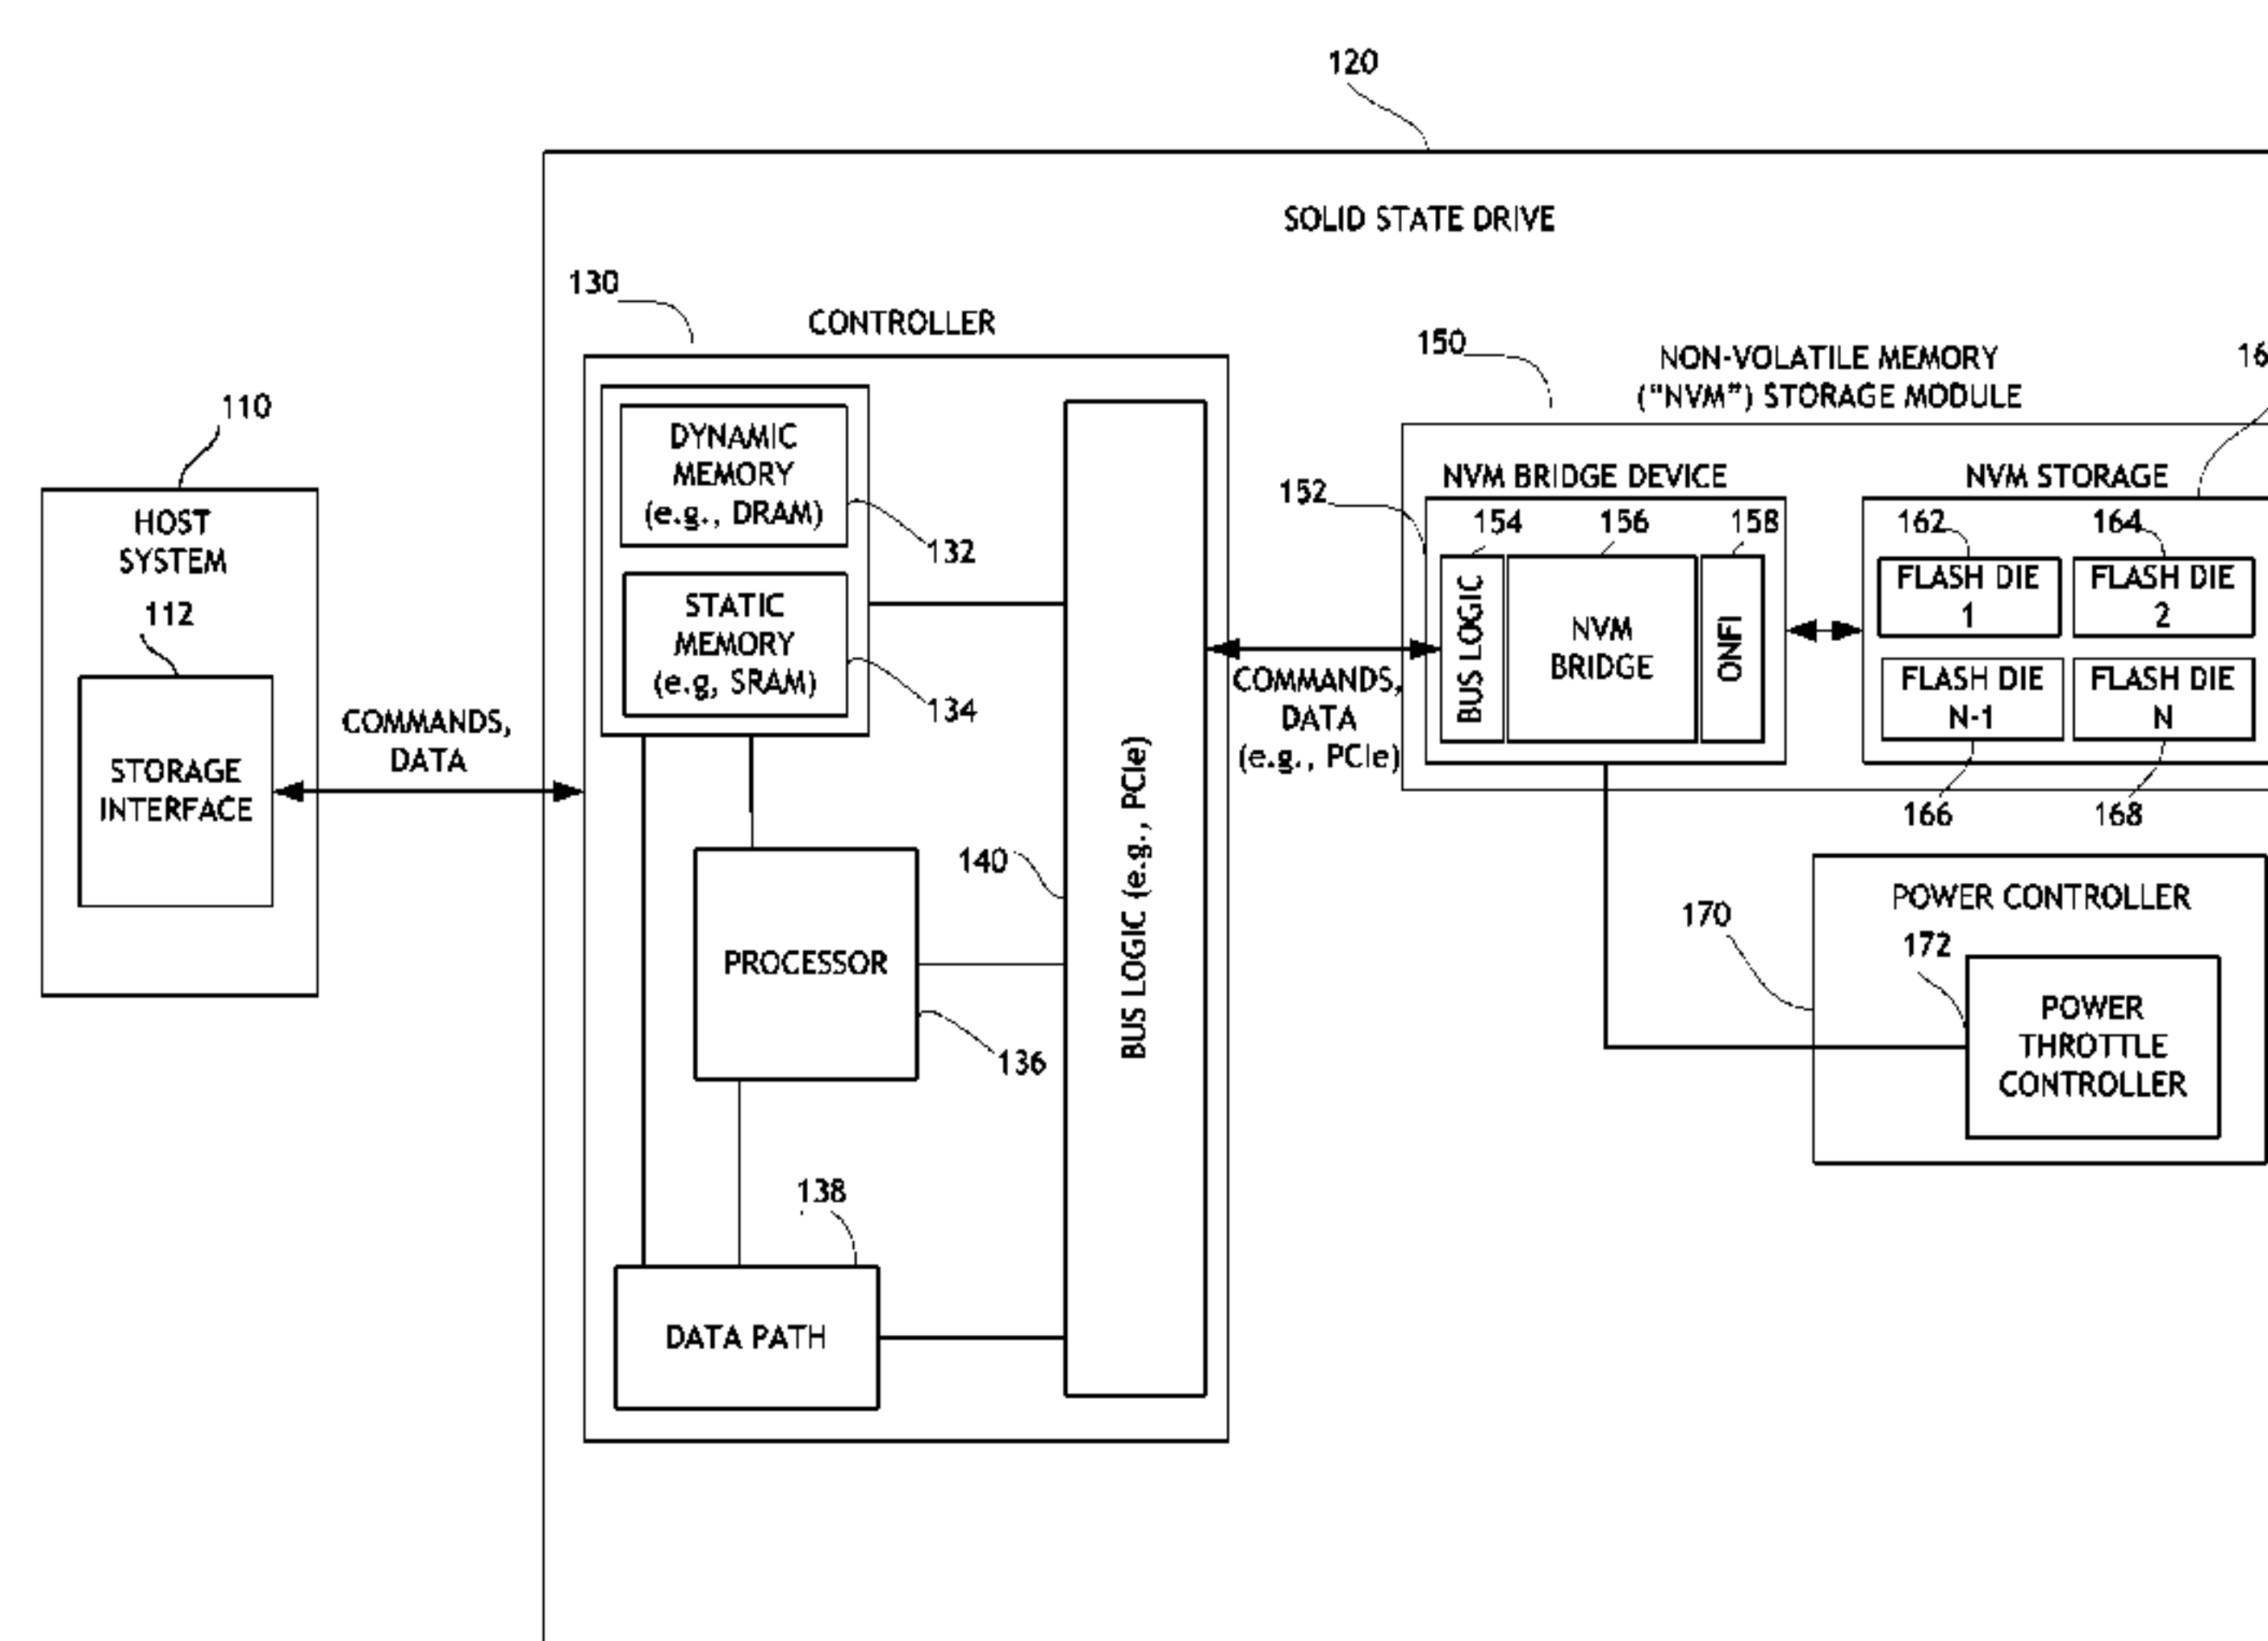 120
SOLID STATE DRIVE
130
CONTROLLER
150
NON-VOLATILE MEMORY
("NVM") STORAGE MODULE
16
110
HOST
SYSTEM
112
STORAGE
INTERFACE
COMMANDS,
DATA
DYNAMIC
MEMORY
(e.g., DRAM)
132
STATIC
MEMORY
(e.g, SRAM)
134
PROCESSOR
136
138
DATA PATH
140
BUS LOGIC (e.g., PCIe)
COMMANDS,
DATA
(e.g., PCIe)
152
NVM BRIDGE DEVICE
154
156
158
BUS LOGIC
NVM
BRIDGE
ONFI
NVM STORAGE
162
164
FLASH DIE
1
FLASH DIE
2
FLASH DIE
N-1
FLASH DIE
N
166
168
170
POWER CONTROLLER
172
POWER
THROTTLE
CONTROLLER